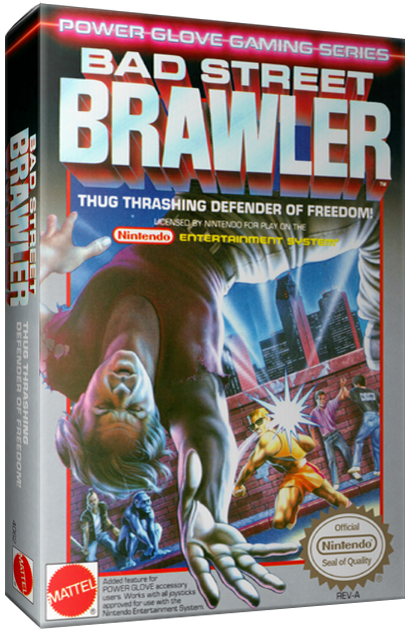 POWER GLOVE GAMING SERIES
BAD STREET
BRAWLER
TM
THUG THRASHING DEFENDER OF FREEDOM!
LICENSED BY NINTENDO FOR PLAY ON THE
Nintendo ENTERTAINMENT SYSTEM®
BAD STREET
BRAWLER
THUG THRASHING
DEFENDER OF FREEDOM!
MATTEL
MATTEL
Added feature for
POWER GLOVE accessory
users. Works with all joysticks
approved for use with the
Nintendo Entertainment System.
Official
Nintendo
Seal of Quality
REV-A